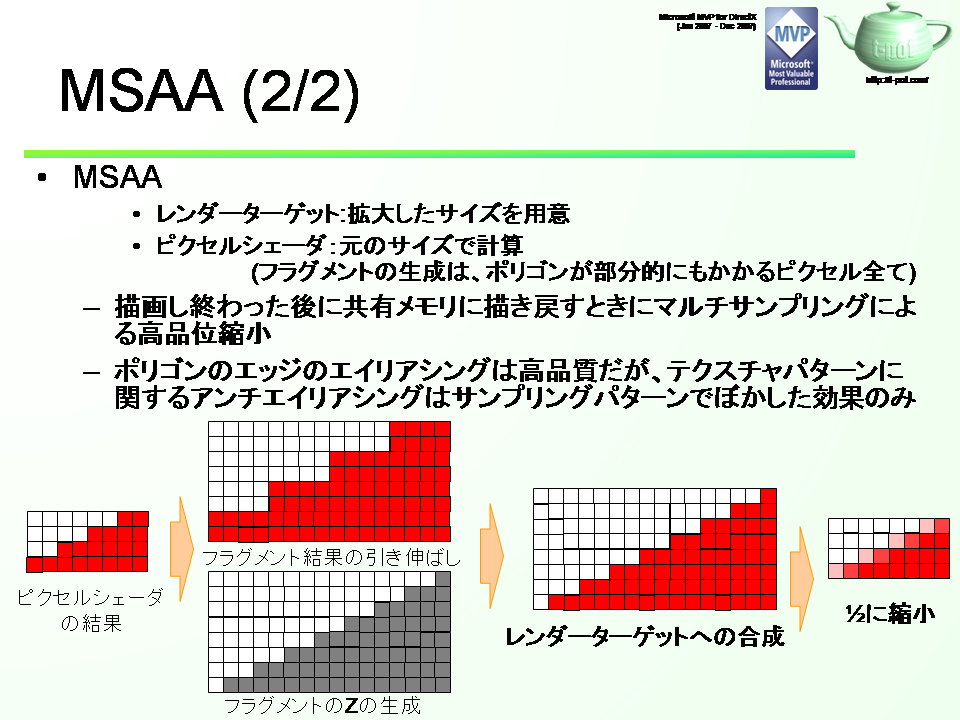 Microsoft MVP for DirectX
(Jan 2007 - Dec 2007)
MVP
Microsoft
Most Valuable
Professional
t-pot
http://t-pot.com/
MSAA (2/2)
• MSAA
• レンダーターゲット:拡大したサイズを用意
• ピクセルシェーダ:元のサイズで計算
(フラグメントの生成は、ポリゴンが部分的にもかかるピクセル全て)
– 描画し終わった後に共有メモリに描き戻すときにマルチサンプリングによ
る高品位縮小
– ポリゴンのエッジのエイリアシングは高品質だが、テクスチャパターンに
関するアンチエイリアシングはサンプリングパターンでぼかした効果のみ
ピクセルシェーダ
の結果
フラグメント結果の引き伸ばし
フラグメントのZの生成
レンダーターゲットへの合成
½に縮小